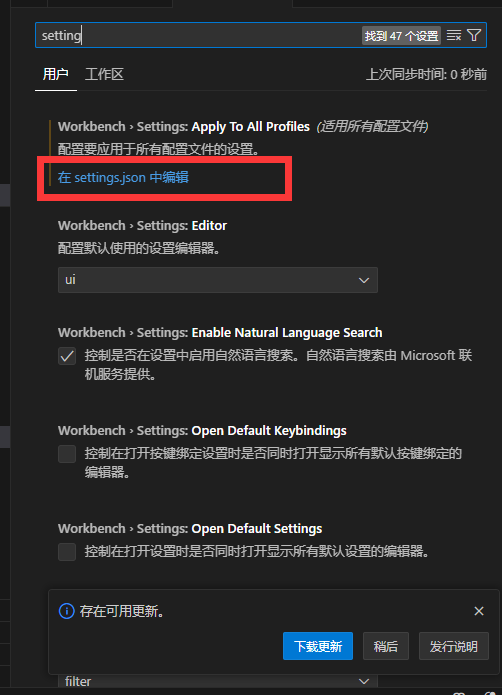 setting
找到 47 个设置
用户
工作区
上次同步时间: 0 秒前
Workbench › Settings: Apply To All Profiles (适用所有配置文件)
配置要应用于所有配置文件的设置。
在 settings.json 中编辑
Workbench › Settings: Editor
配置默认使用的设置编辑器。
ui
Workbench › Settings: Enable Natural Language Search
控制是否在设置中启用自然语言搜索。自然语言搜索由 Microsoft 联
机服务提供。
Workbench › Settings: Open Default Keybindings
控制在打开按键绑定设置时是否同时打开显示所有默认按键绑定的
编辑器。
Workbench › Settings: Open Default Settings
控制在打开设置时是否同时打开显示所有默认设置的编辑器。
存在可用更新。
下载更新
稍后
发行说明
filter